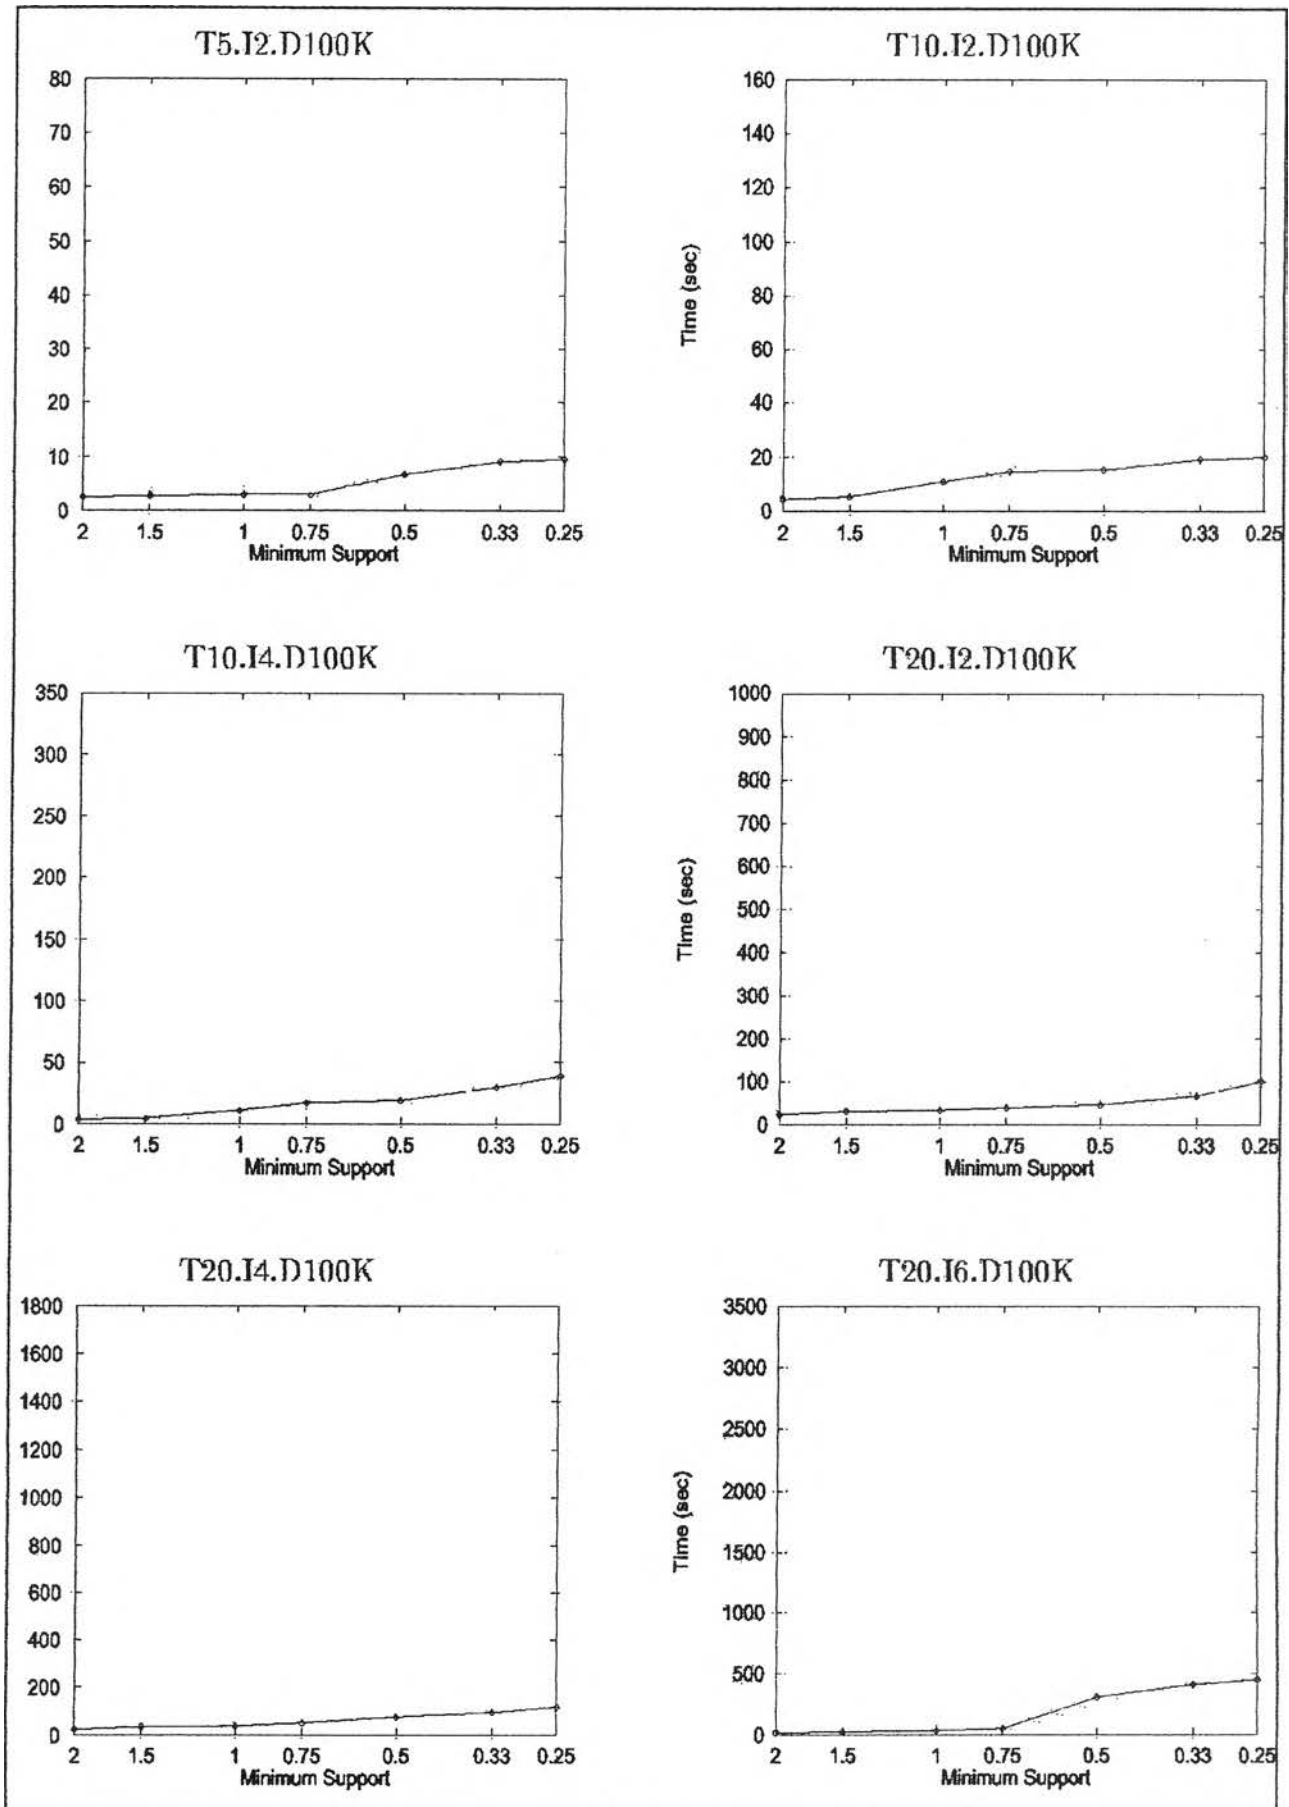 T5.I2.D100K
80
70
60
50
40
30
20
10
0
2 1.5 1 0.75 0.5 0.33 0.25
Minimum Support
T10.I2.D100K
Time (sec)
160
140
120
100
80
60
40
20
0
2 1.5 1 0.75 0.5 0.33 0.25
Minimum Support
T10.I4.D100K
350
300
250
200
150
100
50
0
2 1.5 1 0.75 0.5 0.33 0.25
Minimum Support
T20.I2.D100K
Time (sec)
1000
900
800
700
600
500
400
300
200
100
0
2 1.5 1 0.75 0.5 0.33 0.25
Minimum Support
T20.I4.D100K
1800
1600
1400
1200
1000
800
600
400
200
0
2 1.5 1 0.75 0.5 0.33 0.25
Minimum Support
T20.I6.D100K
Time (sec)
3500
3000
2500
2000
1500
1000
500
0
2 1.5 1 0.75 0.5 0.33 0.25
Minimum Support